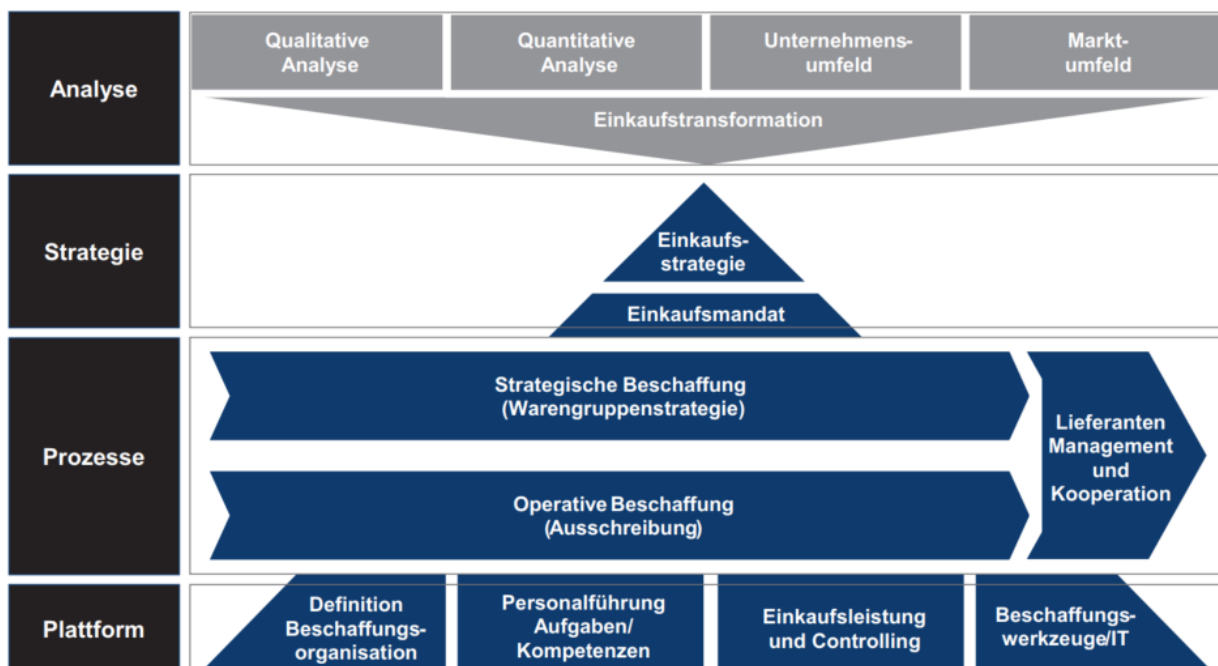 Analyse
Qualitative
Analyse
Quantitative
Analyse
Unternehmens-
umfeld
Markt-
umfeld
Einkaufstransformation
Strategie
Einkaufs-
strategie
Einkaufsmandat
Prozesse
Strategische Beschaffung
(Warengruppenstrategie)
Operative Beschaffung
(Ausschreibung)
Lieferanten
Management
und
Kooperation
Plattform
Definition
Beschaffungs-
organisation
Personalführung
Aufgaben/
Kompetenzen
Einkaufsleistung
und Controlling
Beschaffungs-
werkzeuge/IT